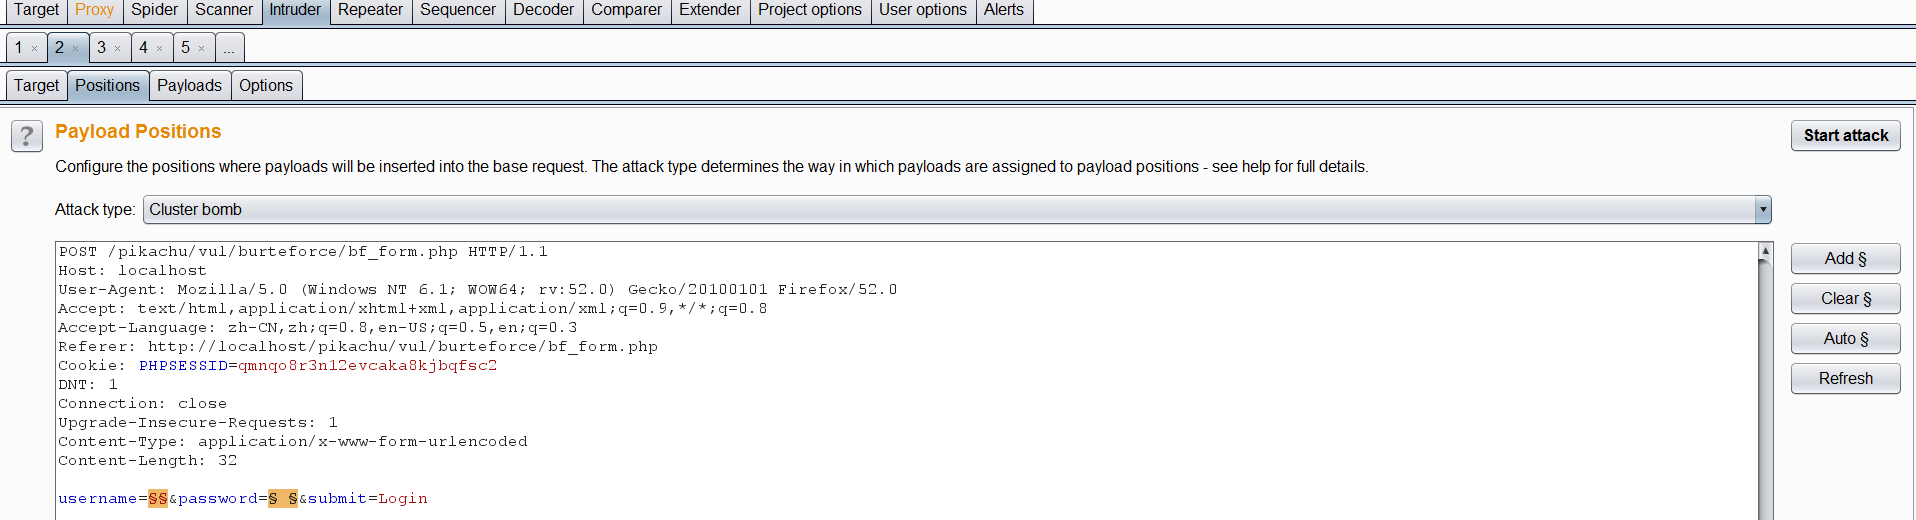 Target Proxy Spider Scanner Intruder Repeater Sequencer Decoder Comparer Extender Project options User options Alerts
1 × 2 × 3 × 4 × 5 × ...
Target Positions Payloads Options
? Payload Positions Start attack
Configure the positions where payloads will be inserted into the base request. The attack type determines the way in which payloads are assigned to payload positions - see help for full details.
Attack type: Cluster bomb
POST /pikachu/vul/burteforce/bf_form.php HTTP/1.1
Host: localhost
User-Agent: Mozilla/5.0 (Windows NT 6.1; WOW64; rv:52.0) Gecko/20100101 Firefox/52.0
Accept: text/html,application/xhtml+xml,application/xml;q=0.9,*/*;q=0.8
Accept-Language: zh-CN,zh;q=0.8,en-US;q=0.5,en;q=0.3
Referer: http://localhost/pikachu/vul/burteforce/bf_form.php
Cookie: PHPSESSID=qmnqo8r3n12evcaka8kjbqfsc2
DNT: 1
Connection: close
Upgrade-Insecure-Requests: 1
Content-Type: application/x-www-form-urlencoded
Content-Length: 32
username=§§&password=§ §&submit=Login
Add §
Clear §
Auto §
Refresh